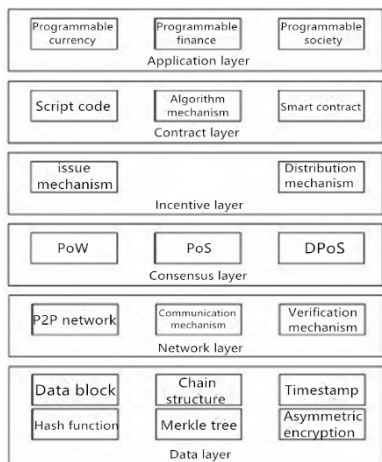 Programmable Programmable Programmable
currency finance society
Application layer
Script code Algorithm mechanism Smart contract
Contract layer
issue mechanism Distribution mechanism
Incentive layer
PoW PoS DPoS
Consensus layer
P2P network Communication mechanism Verification mechanism
Network layer
Data block Chain structure Timestamp
Hash function Merkle tree Asymmetric encryption
Data layer